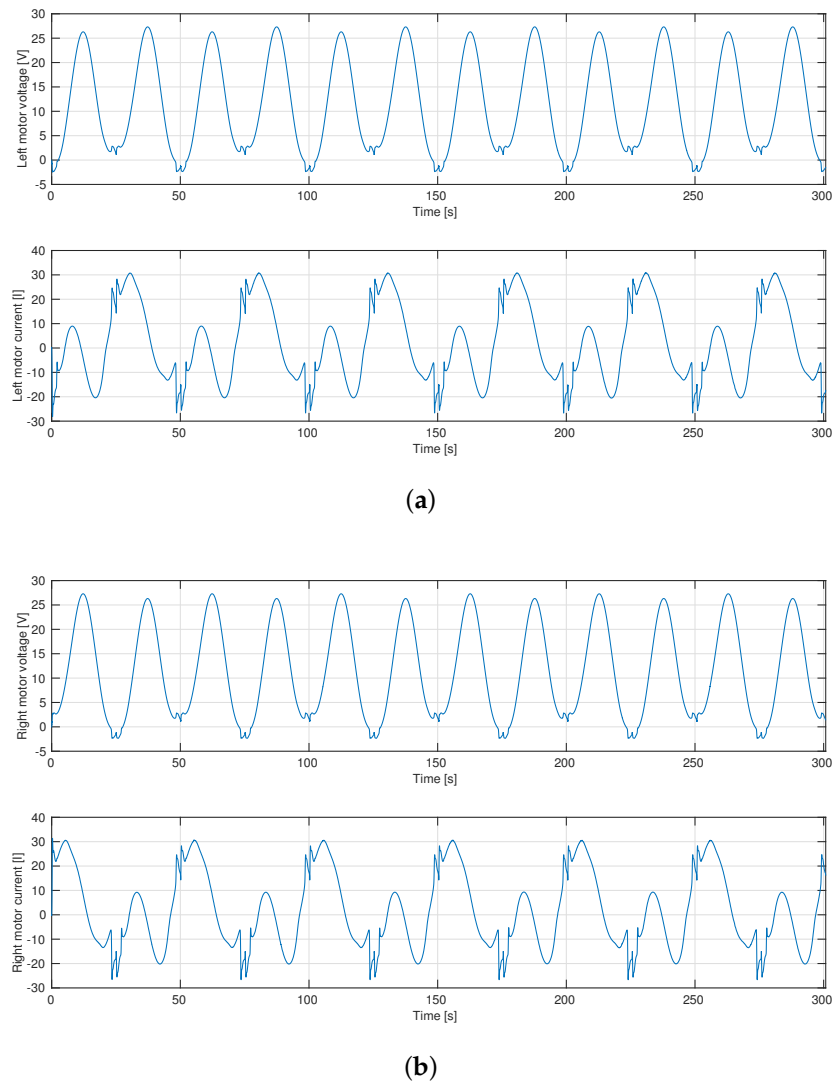 30
25
20
15
10
5
0
-5
Left motor voltage [V]
0 50 100 150 200 250 300
Time [s]
40
30
20
10
0
-10
-20
-30
Left motor current [I]
0 50 100 150 200 250 300
Time [s]
(a)
30
25
20
15
10
5
0
-5
Right motor voltage [V]
0 50 100 150 200 250 300
Time [s]
40
30
20
10
0
-10
-20
-30
Right motor current [I]
0 50 100 150 200 250 300
Time [s]
(b)